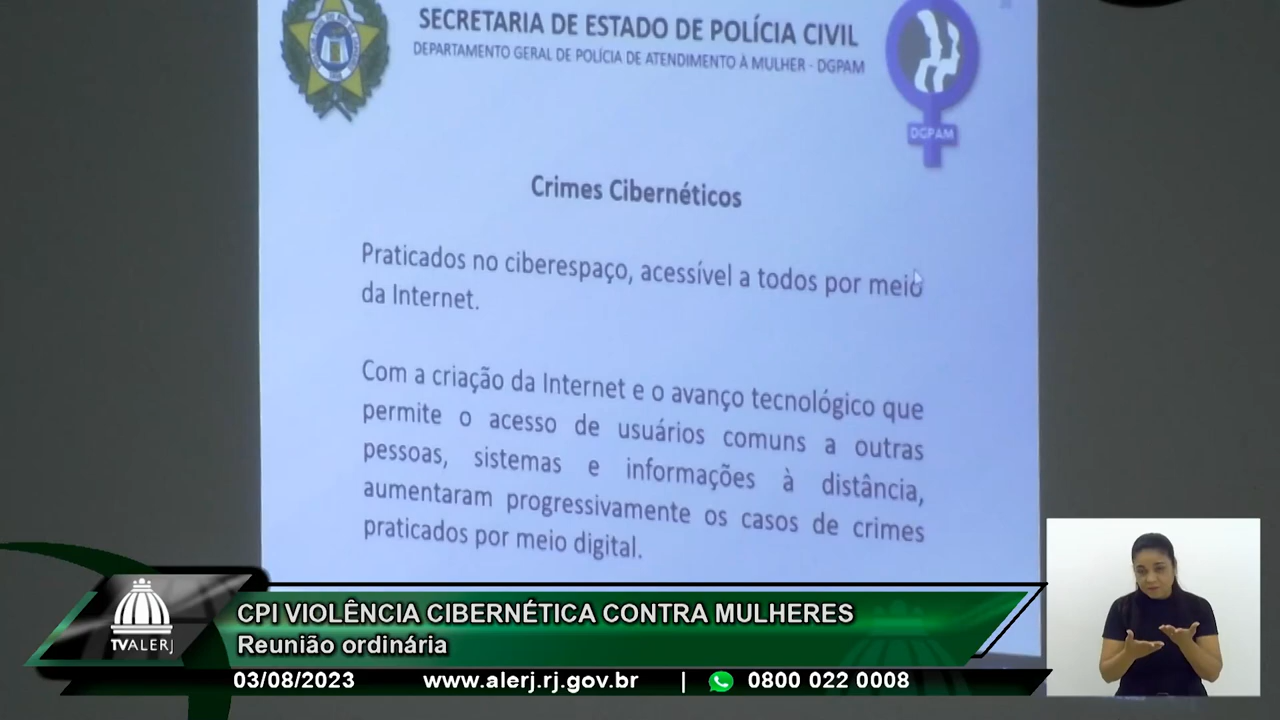 SECRETARIA DE ESTADO DE POLÍCIA CIVIL
DEPARTAMENTO GERAL DE POLÍCIA DE ATENDIMENTO À MULHER - DGPAM
DGPAM
Crimes Cibernéticos
Praticados no ciberespaço, acessível a todos por meio
da Internet.
Com a criação da Internet e o avanço tecnológico que
permite o acesso de usuários comuns a outras
pessoas, sistemas e informações à distância,
aumentaram progressivamente os casos de crimes
praticados por meio digital.
CPI VIOLÊNCIA CIBERNÉTICA CONTRA MULHERES
Reunião ordinária
TVALERJ
03/08/2023 www.alerj.rj.gov.br | 0800 022 0008